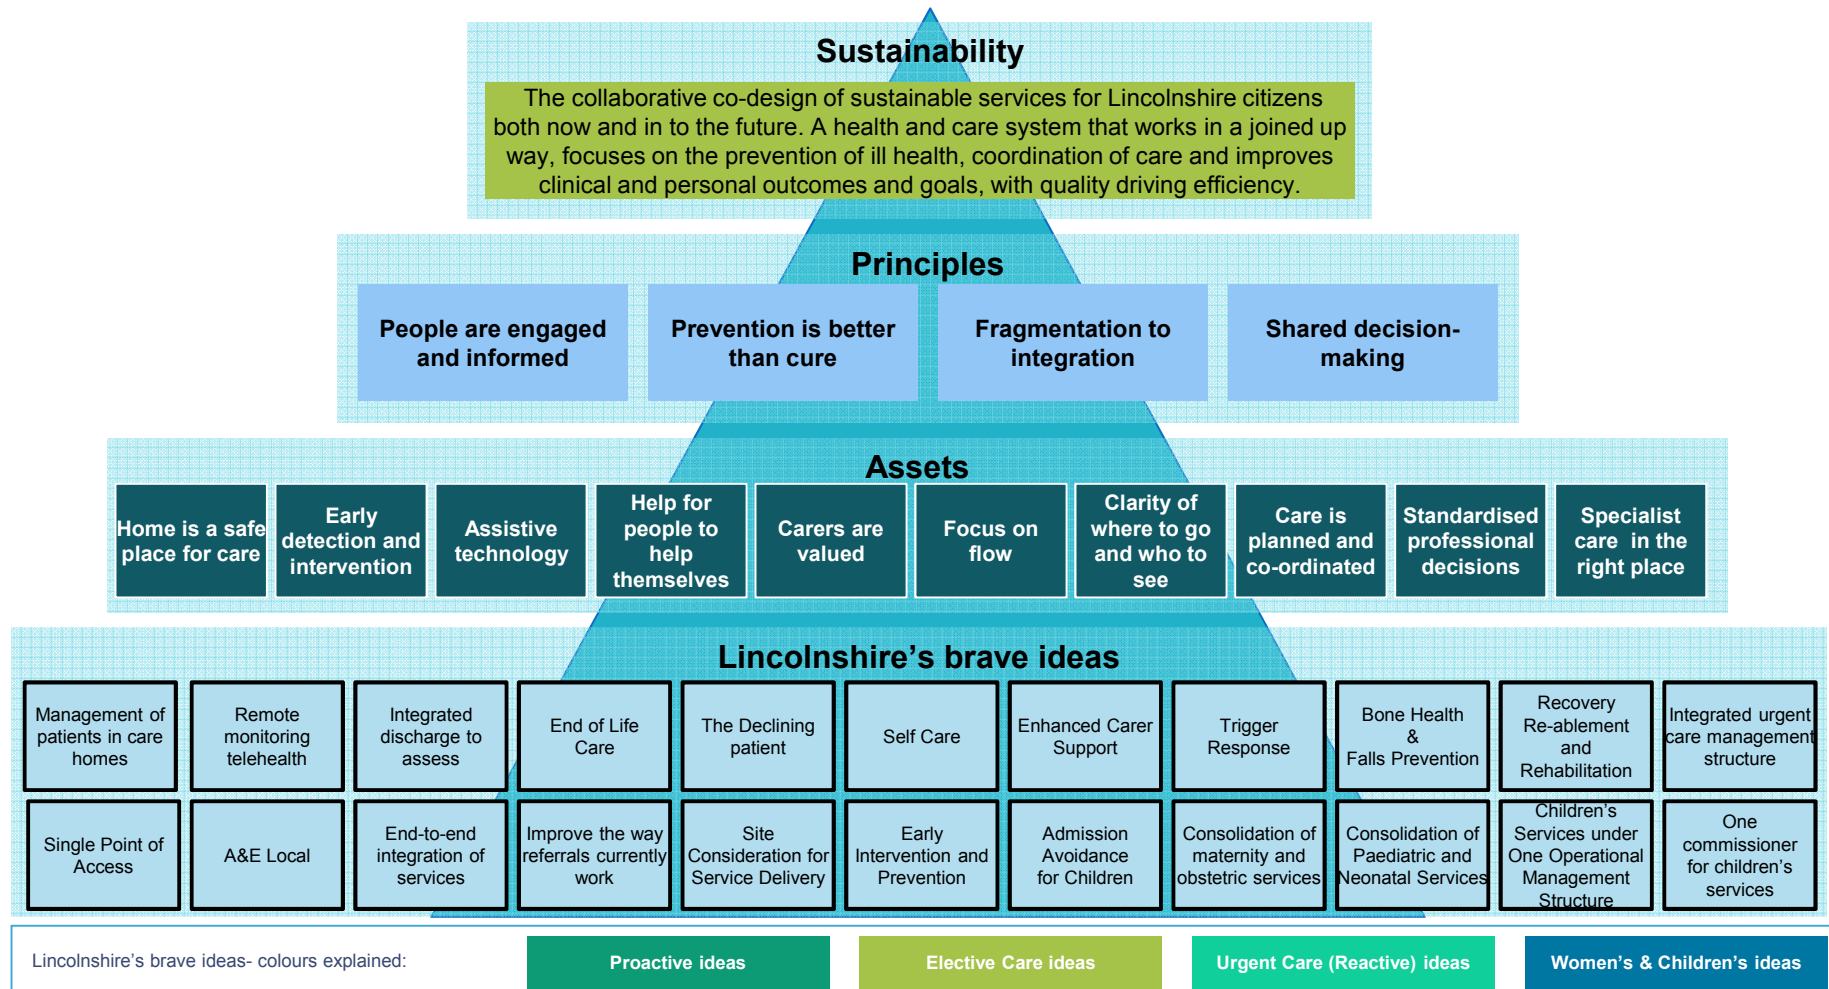 Sustainability
The collaborative co-design of sustainable services for Lincolnshire citizens
both now and in to the future. A health and care system that works in a joined up
way, focuses on the prevention of ill health, coordination of care and improves
clinical and personal outcomes and goals, with quality driving efficiency.
Principles
People are engaged
and informed
Prevention is better
than cure
Fragmentation to
integration
Shared decision-
making
Assets
Home is a safe
place for care
Early
detection and
intervention
Assistive
technology
Help for
people to
help
themselves
Carers are
valued
Focus on
flow
Clarity of
where to go
and who to
see
Care is
planned and
co-ordinated
Standardised
professional
decisions
Specialist
care in the
right place
Lincolnshire’s brave ideas
Management of
patients in care
homes
Remote
monitoring
telehealth
Integrated
discharge to
assess
End of Life
Care
The Declining
patient
Self Care
Enhanced Carer
Support
Trigger
Response
Bone Health
&
Falls Prevention
Recovery
Re-ablement
and
Rehabilitation
Integrated urgent
care management
structure
Single Point of
Access
A&E Local
End-to-end
integration of
services
Improve the way
referrals currently
work
Site
Consideration for
Service Delivery
Early
Intervention and
Prevention
Admission
Avoidance
for Children
Consolidation of
maternity and
obstetric services
Consolidation of
Paediatric and
Neonatal Services
Children’s
Services under
One Operational
Management
Structure
One
commissioner
for children’s
services
Lincolnshire’s brave ideas- colours explained:
Proactive ideas
Elective Care ideas
Urgent Care (Reactive) ideas
Women’s & Children’s ideas